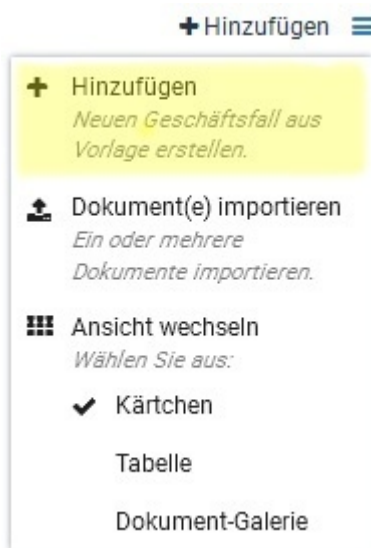 Hinzufügen
Hinzufügen
Neuen Geschäftsfall aus
Vorlage erstellen.
Dokument(e) importieren
Ein oder mehrere
Dokumente importieren.
Ansicht wechseln
Wählen Sie aus:
Kärtchen
Tabelle
Dokument-Galerie